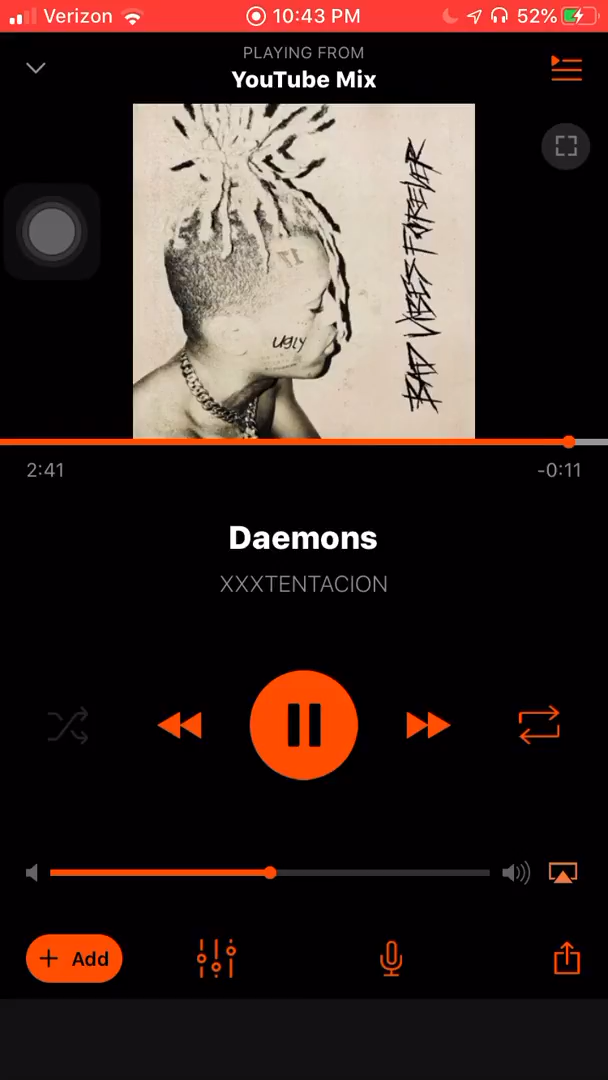 Verizon 10:43 PM 52%
PLAYING FROM
YouTube Mix
17
UGLY
BAD VIBES FOREVER
2:41 -0:11
Daemons
XXXTENTACION
+ Add